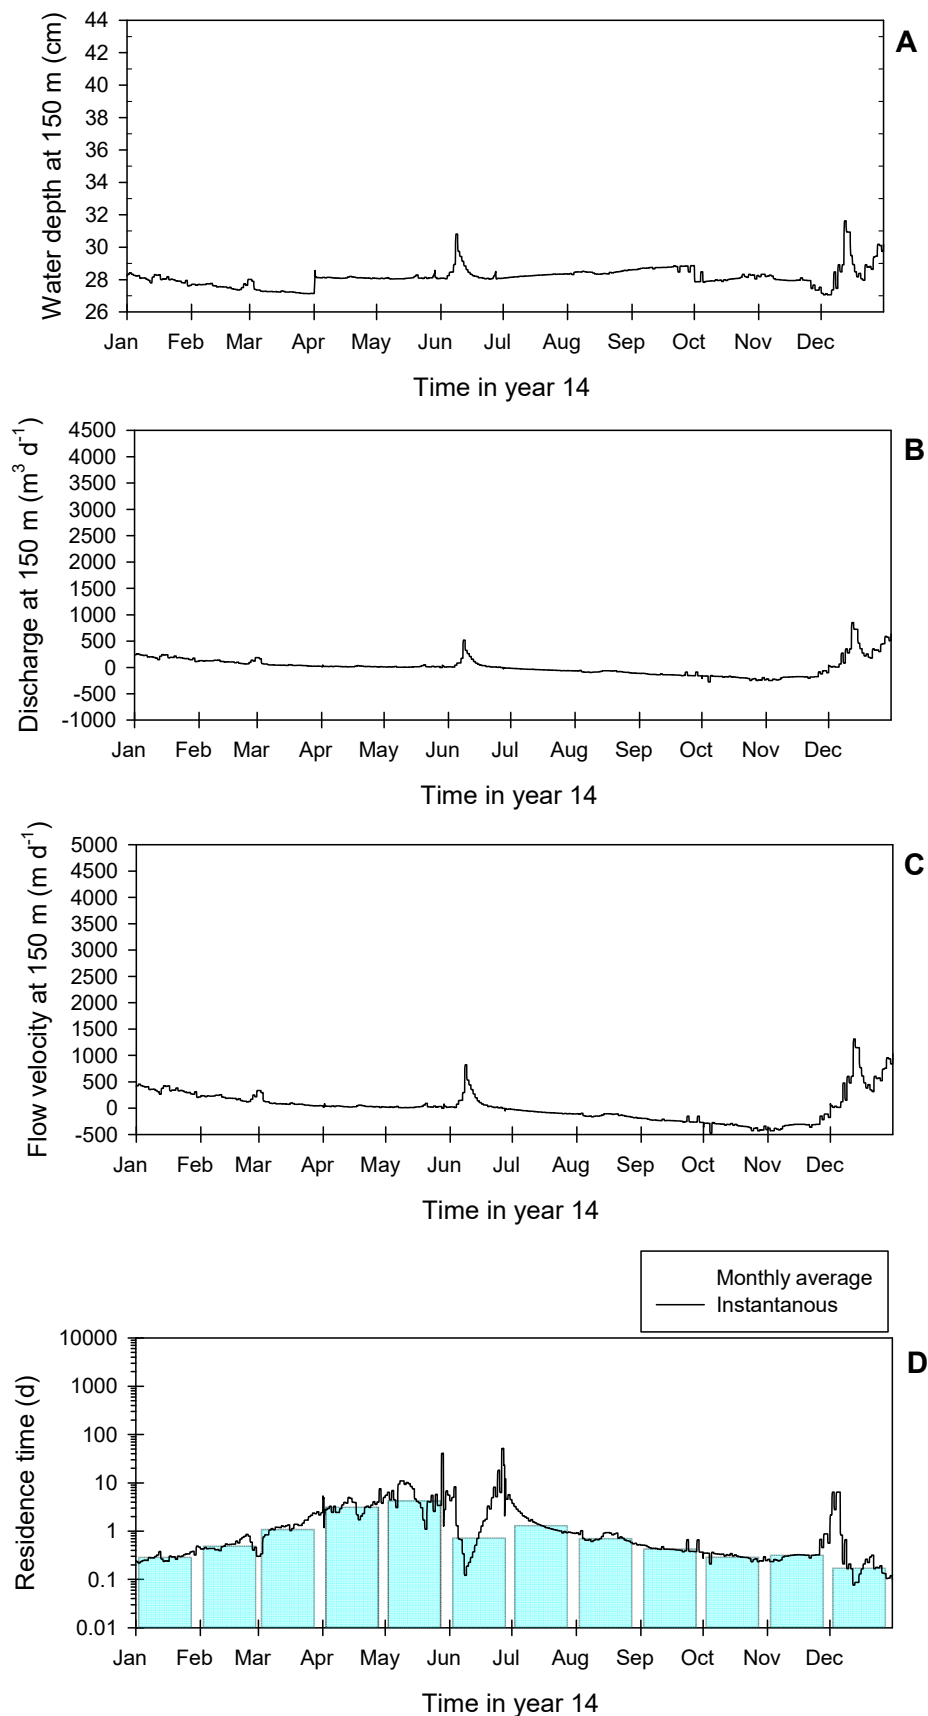 A
Water depth at 150 m (cm)
44
42
40
38
36
34
32
30
28
26
Jan Feb Mar Apr May Jun Jul Aug Sep Oct Nov Dec
Time in year 14
B
Discharge at 150 m (m³ d⁻¹)
4500
4000
3500
3000
2500
2000
1500
1000
500
0
-500
-1000
Jan Feb Mar Apr May Jun Jul Aug Sep Oct Nov Dec
Time in year 14
C
Flow velocity at 150 m (m d⁻¹)
5000
4500
4000
3500
3000
2500
2000
1500
1000
500
0
-500
Jan Feb Mar Apr May Jun Jul Aug Sep Oct Nov Dec
Time in year 14
Monthly average
Instantanous
D
Residence time (d)
10000
1000
100
10
1
0.1
0.01
Jan Feb Mar Apr May Jun Jul Aug Sep Oct Nov Dec
Time in year 14